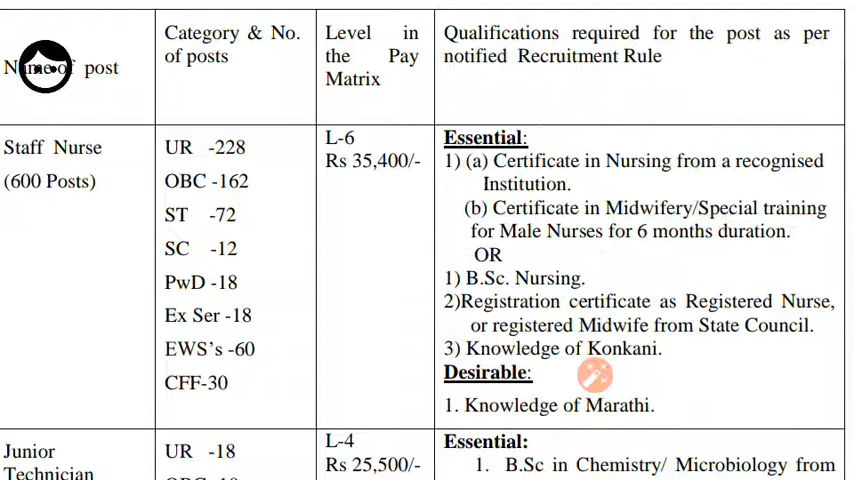 Name of post
Category & No.
of posts
Level in
the Pay
Matrix
Qualifications required for the post as per
notified Recruitment Rule
Staff Nurse
(600 Posts)
UR -228
OBC -162
ST -72
SC -12
PwD -18
Ex Ser -18
EWS's -60
CFF-30
L-6
Rs 35,400/-
Essential:
1) (a) Certificate in Nursing from a recognised
Institution.
(b) Certificate in Midwifery/Special training
for Male Nurses for 6 months duration.
OR
1) B.Sc. Nursing.
2)Registration certificate as Registered Nurse,
or registered Midwife from State Council.
3) Knowledge of Konkani.
Desirable:
1. Knowledge of Marathi.
Junior
Technician
UR -18
L-4
Rs 25,500/-
Essential:
1. B.Sc in Chemistry/ Microbiology from